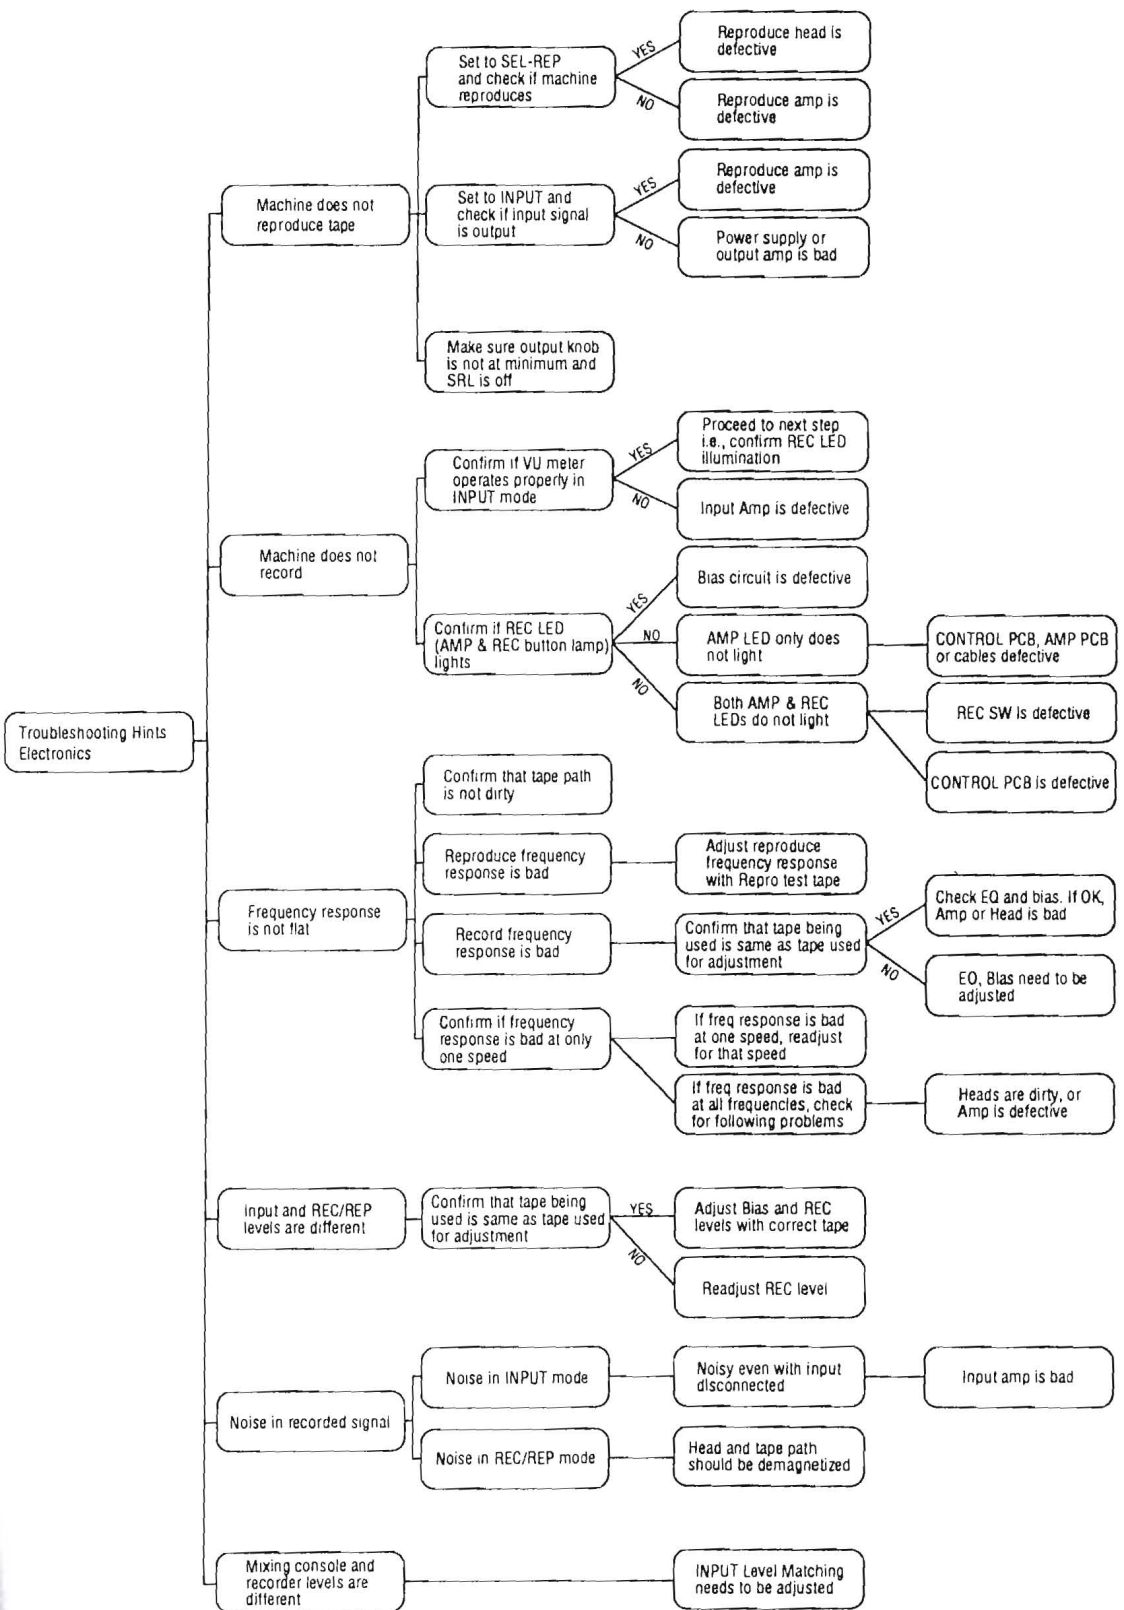 Troubleshooting Hints
Electronics
Machine does not
reproduce tape
Set to SEL-REP
and check if machine
reproduces
YES
Reproduce head is
defective
NO
Reproduce amp is
defective
Set to INPUT and
check if input signal
is output
YES
Reproduce amp is
defective
NO
Power supply or
output amp is bad
Make sure output knob
is not at minimum and
SRL is off
Machine does not
record
Confirm if VU meter
operates properly in
INPUT mode
YES
Proceed to next step
i.e., confirm REC LED
illumination
NO
Input Amp is defective
Confirm if REC LED
(AMP & REC button lamp)
lights
YES
Bias circuit is defective
NO
AMP LED only does
not light
CONTROL PCB, AMP PCB
or cables defective
NO
Both AMP & REC
LEDs do not light
REC SW is defective
CONTROL PCB is defective
Frequency response
is not flat
Confirm that tape path
is not dirty
Reproduce frequency
response is bad
Adjust reproduce
frequency response
with Repro test tape
Record frequency
response is bad
Confirm that tape being
used is same as tape used
for adjustment
YES
Check EQ and bias. If OK,
Amp or Head is bad
NO
EQ, Bias need to be
adjusted
Confirm if frequency
response is bad at only
one speed
If freq response is bad
at one speed, readjust
for that speed
If freq response is bad
at all frequencies, check
for following problems
Heads are dirty, or
Amp is defective
Input and REC/REP
levels are different
Confirm that tape being
used is same as tape used
for adjustment
YES
Adjust Bias and REC
levels with correct tape
NO
Readjust REC level
Noise in recorded signal
Noise in INPUT mode
Noisy even with input
disconnected
Input amp is bad
Noise in REC/REP mode
Head and tape path
should be demagnetized
Mixing console and
recorder levels are
different
INPUT Level Matching
needs to be adjusted